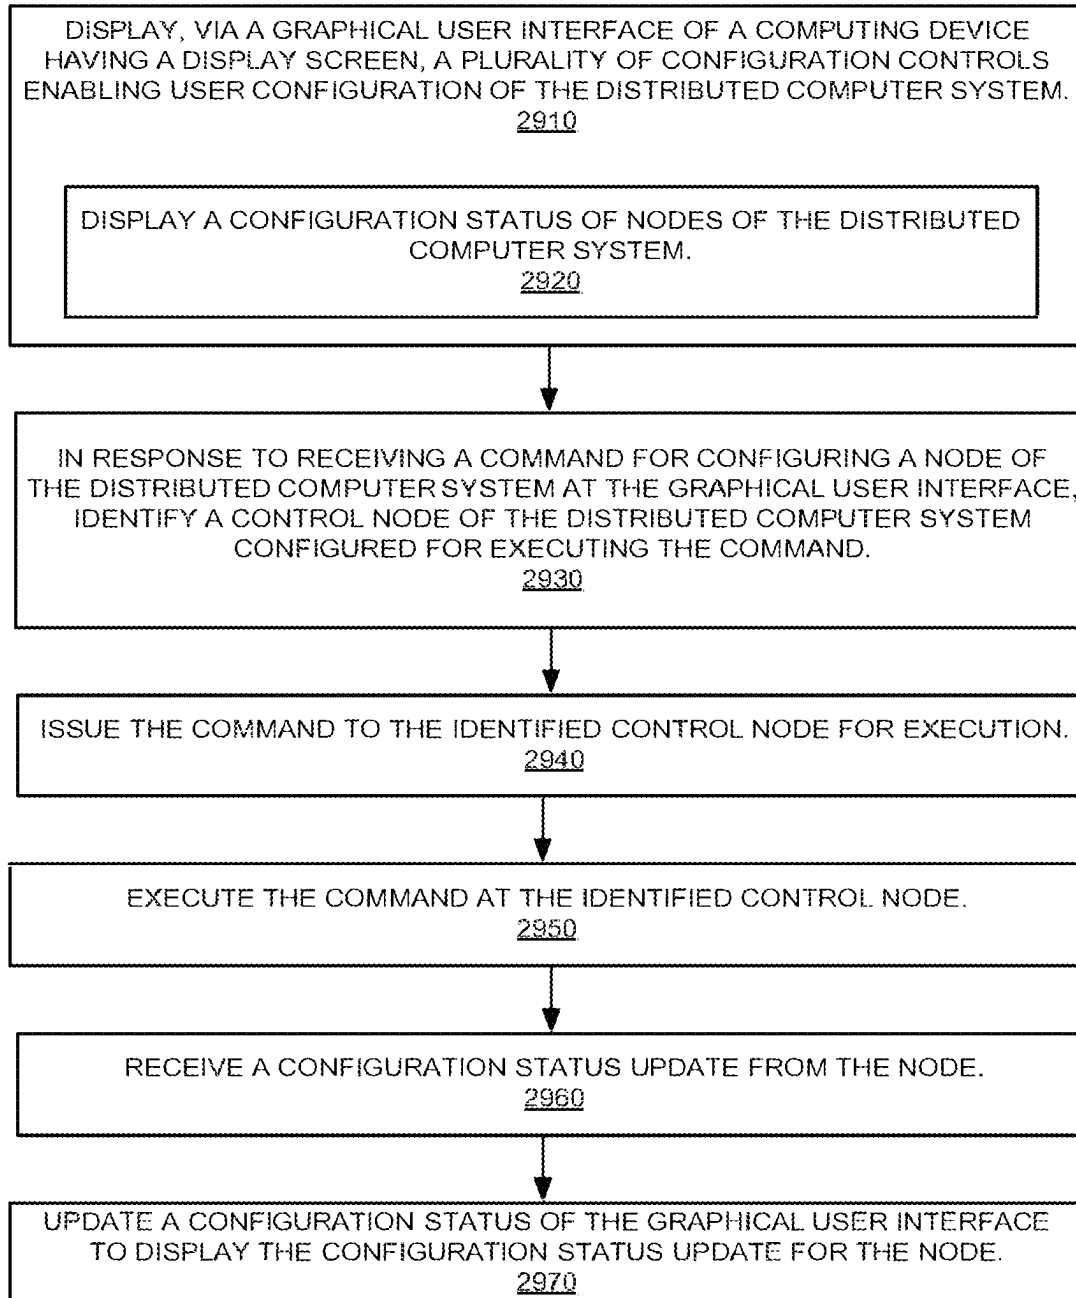 DISPLAY, VIA A GRAPHICAL USER INTERFACE OF A COMPUTING DEVICE
HAVING A DISPLAY SCREEN, A PLURALITY OF CONFIGURATION CONTROLS
ENABLING USER CONFIGURATION OF THE DISTRIBUTED COMPUTER SYSTEM.
2910
DISPLAY A CONFIGURATION STATUS OF NODES OF THE DISTRIBUTED
COMPUTER SYSTEM.
2920
IN RESPONSE TO RECEIVING A COMMAND FOR CONFIGURING A NODE OF
THE DISTRIBUTED COMPUTER SYSTEM AT THE GRAPHICAL USER INTERFACE,
IDENTIFY A CONTROL NODE OF THE DISTRIBUTED COMPUTER SYSTEM
CONFIGURED FOR EXECUTING THE COMMAND.
2930
ISSUE THE COMMAND TO THE IDENTIFIED CONTROL NODE FOR EXECUTION.
2940
EXECUTE THE COMMAND AT THE IDENTIFIED CONTROL NODE.
2950
RECEIVE A CONFIGURATION STATUS UPDATE FROM THE NODE.
2960
UPDATE A CONFIGURATION STATUS OF THE GRAPHICAL USER INTERFACE
TO DISPLAY THE CONFIGURATION STATUS UPDATE FOR THE NODE.
2970